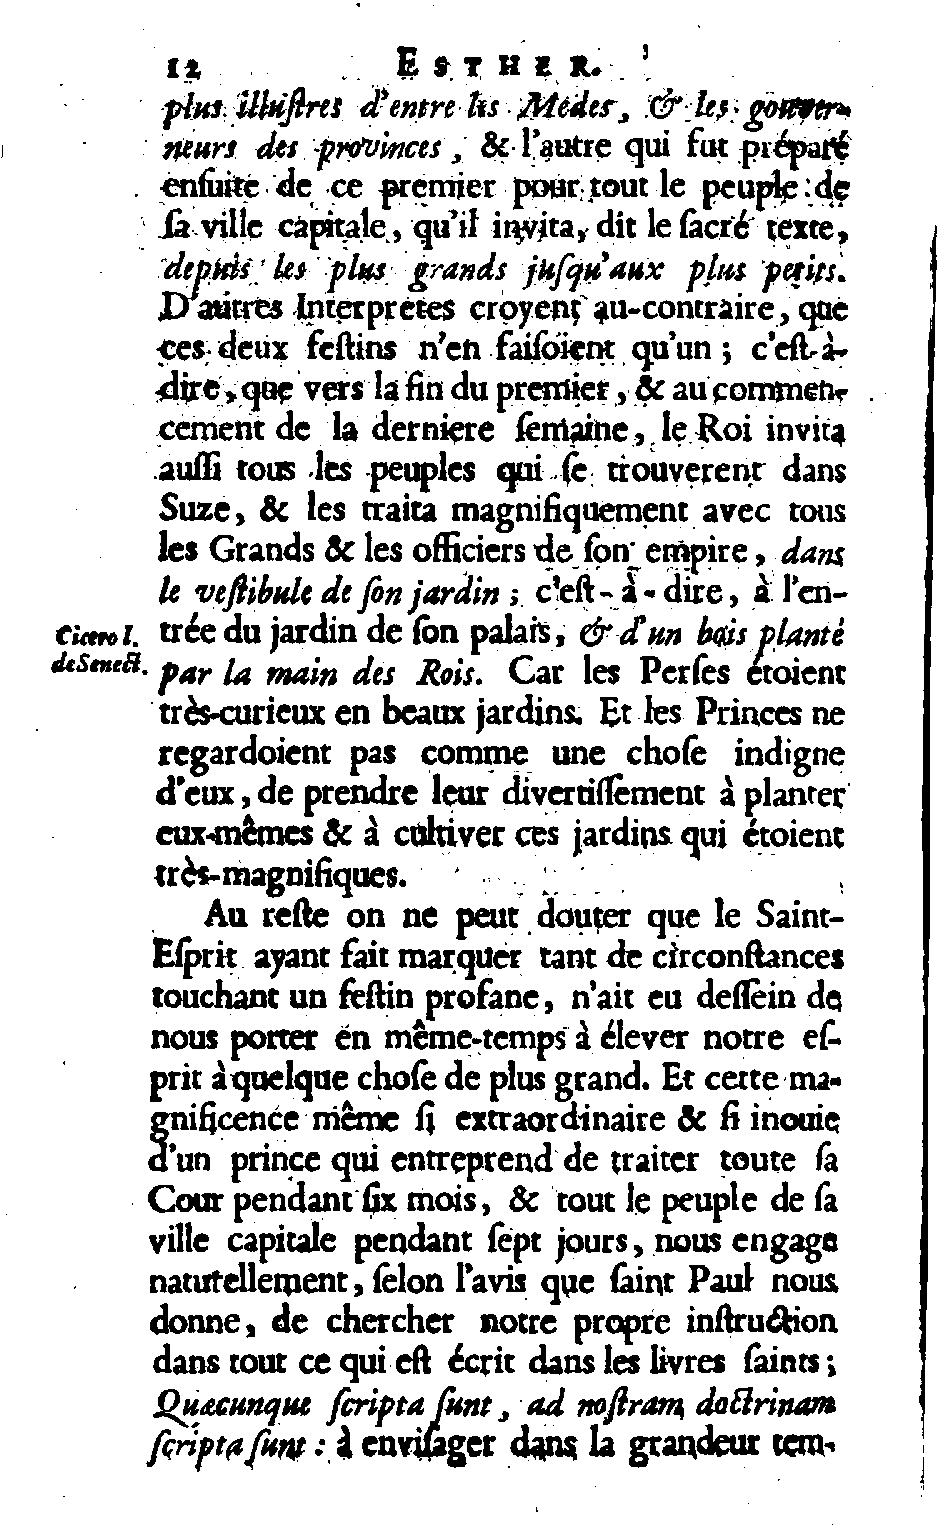 12 ESTHER.
plus illuſtres d'entre les Médes, & les gouver-
neurs des provinces, & l'autre qui fut préparé
enſuite de ce premier pour tout le peuple de
ſa ville capitale, qu'il invita, dit le ſacré texte,
depuis les plus grands juſqu'aux plus petits.
D'autres Interpretes croyent au-contraire, que
ces deux feſtins n'en faiſoient qu'un ; c'eſt-à-
dire, que vers la fin du premier, & au commen-
cement de la derniere ſemaine, le Roi invita
auſſi tous les peuples qui ſe trouverent dans
Suze, & les traita magnifiquement avec tous
les Grands & les officiers de ſon empire, dans
le veſtibule de ſon jardin ; c'eſt-à-dire, à l'en-
trée du jardin de ſon palais, & d'un bois planté
Cicero l.
de Senect.
par la main des Rois. Car les Perſes étoient
très-curieux en beaux jardins. Et les Princes ne
regardoient pas comme une choſe indigne
d'eux, de prendre leur divertiſſement à planter
eux-mêmes & à cultiver ces jardins qui étoient
très-magnifiques.
Au reſte on ne peut douter que le Saint-
Eſprit ayant fait marquer tant de circonſtances
touchant un feſtin profane, n'ait eu deſſein de
nous porter en même-temps à élever notre eſ-
prit à quelque choſe de plus grand. Et cette ma-
gnificence même ſi extraordinaire & ſi inouie
d'un prince qui entreprend de traiter toute ſa
Cour pendant ſix mois, & tout le peuple de ſa
ville capitale pendant ſept jours, nous engage
naturellement, ſelon l'avis que ſaint Paul nous
donne, de chercher notre propre inſtruction
dans tout ce qui eſt écrit dans les livres ſaints ;
Quæcunque ſcripta ſunt, ad noſtram doctrinam
ſcripta ſunt : à enviſager dans la grandeur tem-